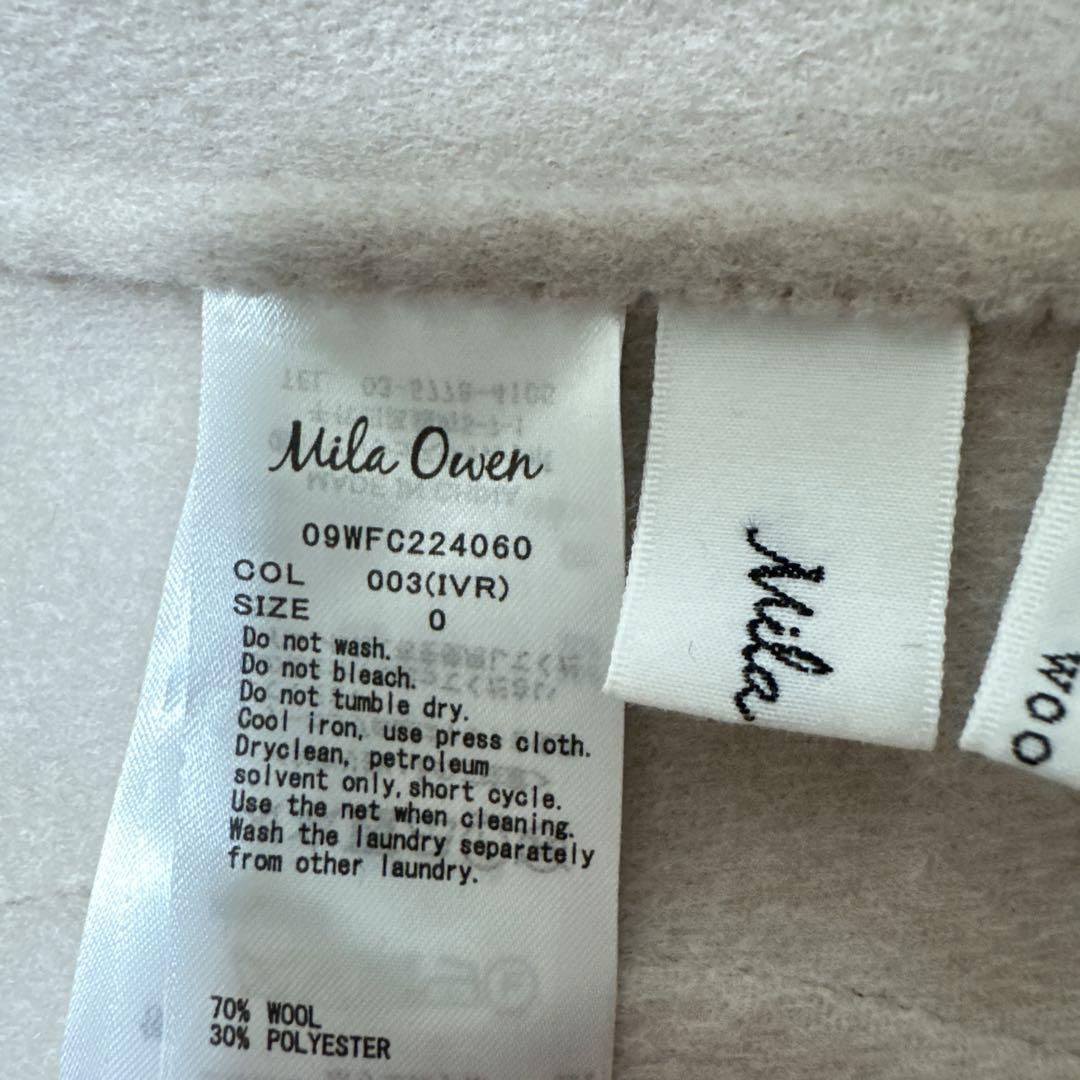 Mila Owen
09WFC224060
COL 003(IVR)
SIZE 0
Do not wash.
Do not bleach.
Do not tumble dry.
Cool iron, use press cloth.
Dryclean, petroleum
solvent only,short cycle.
Use the net when cleaning.
Wash the laundry separately
from other laundry.
70% WOOL
30% POLYESTER
Mila
Woo